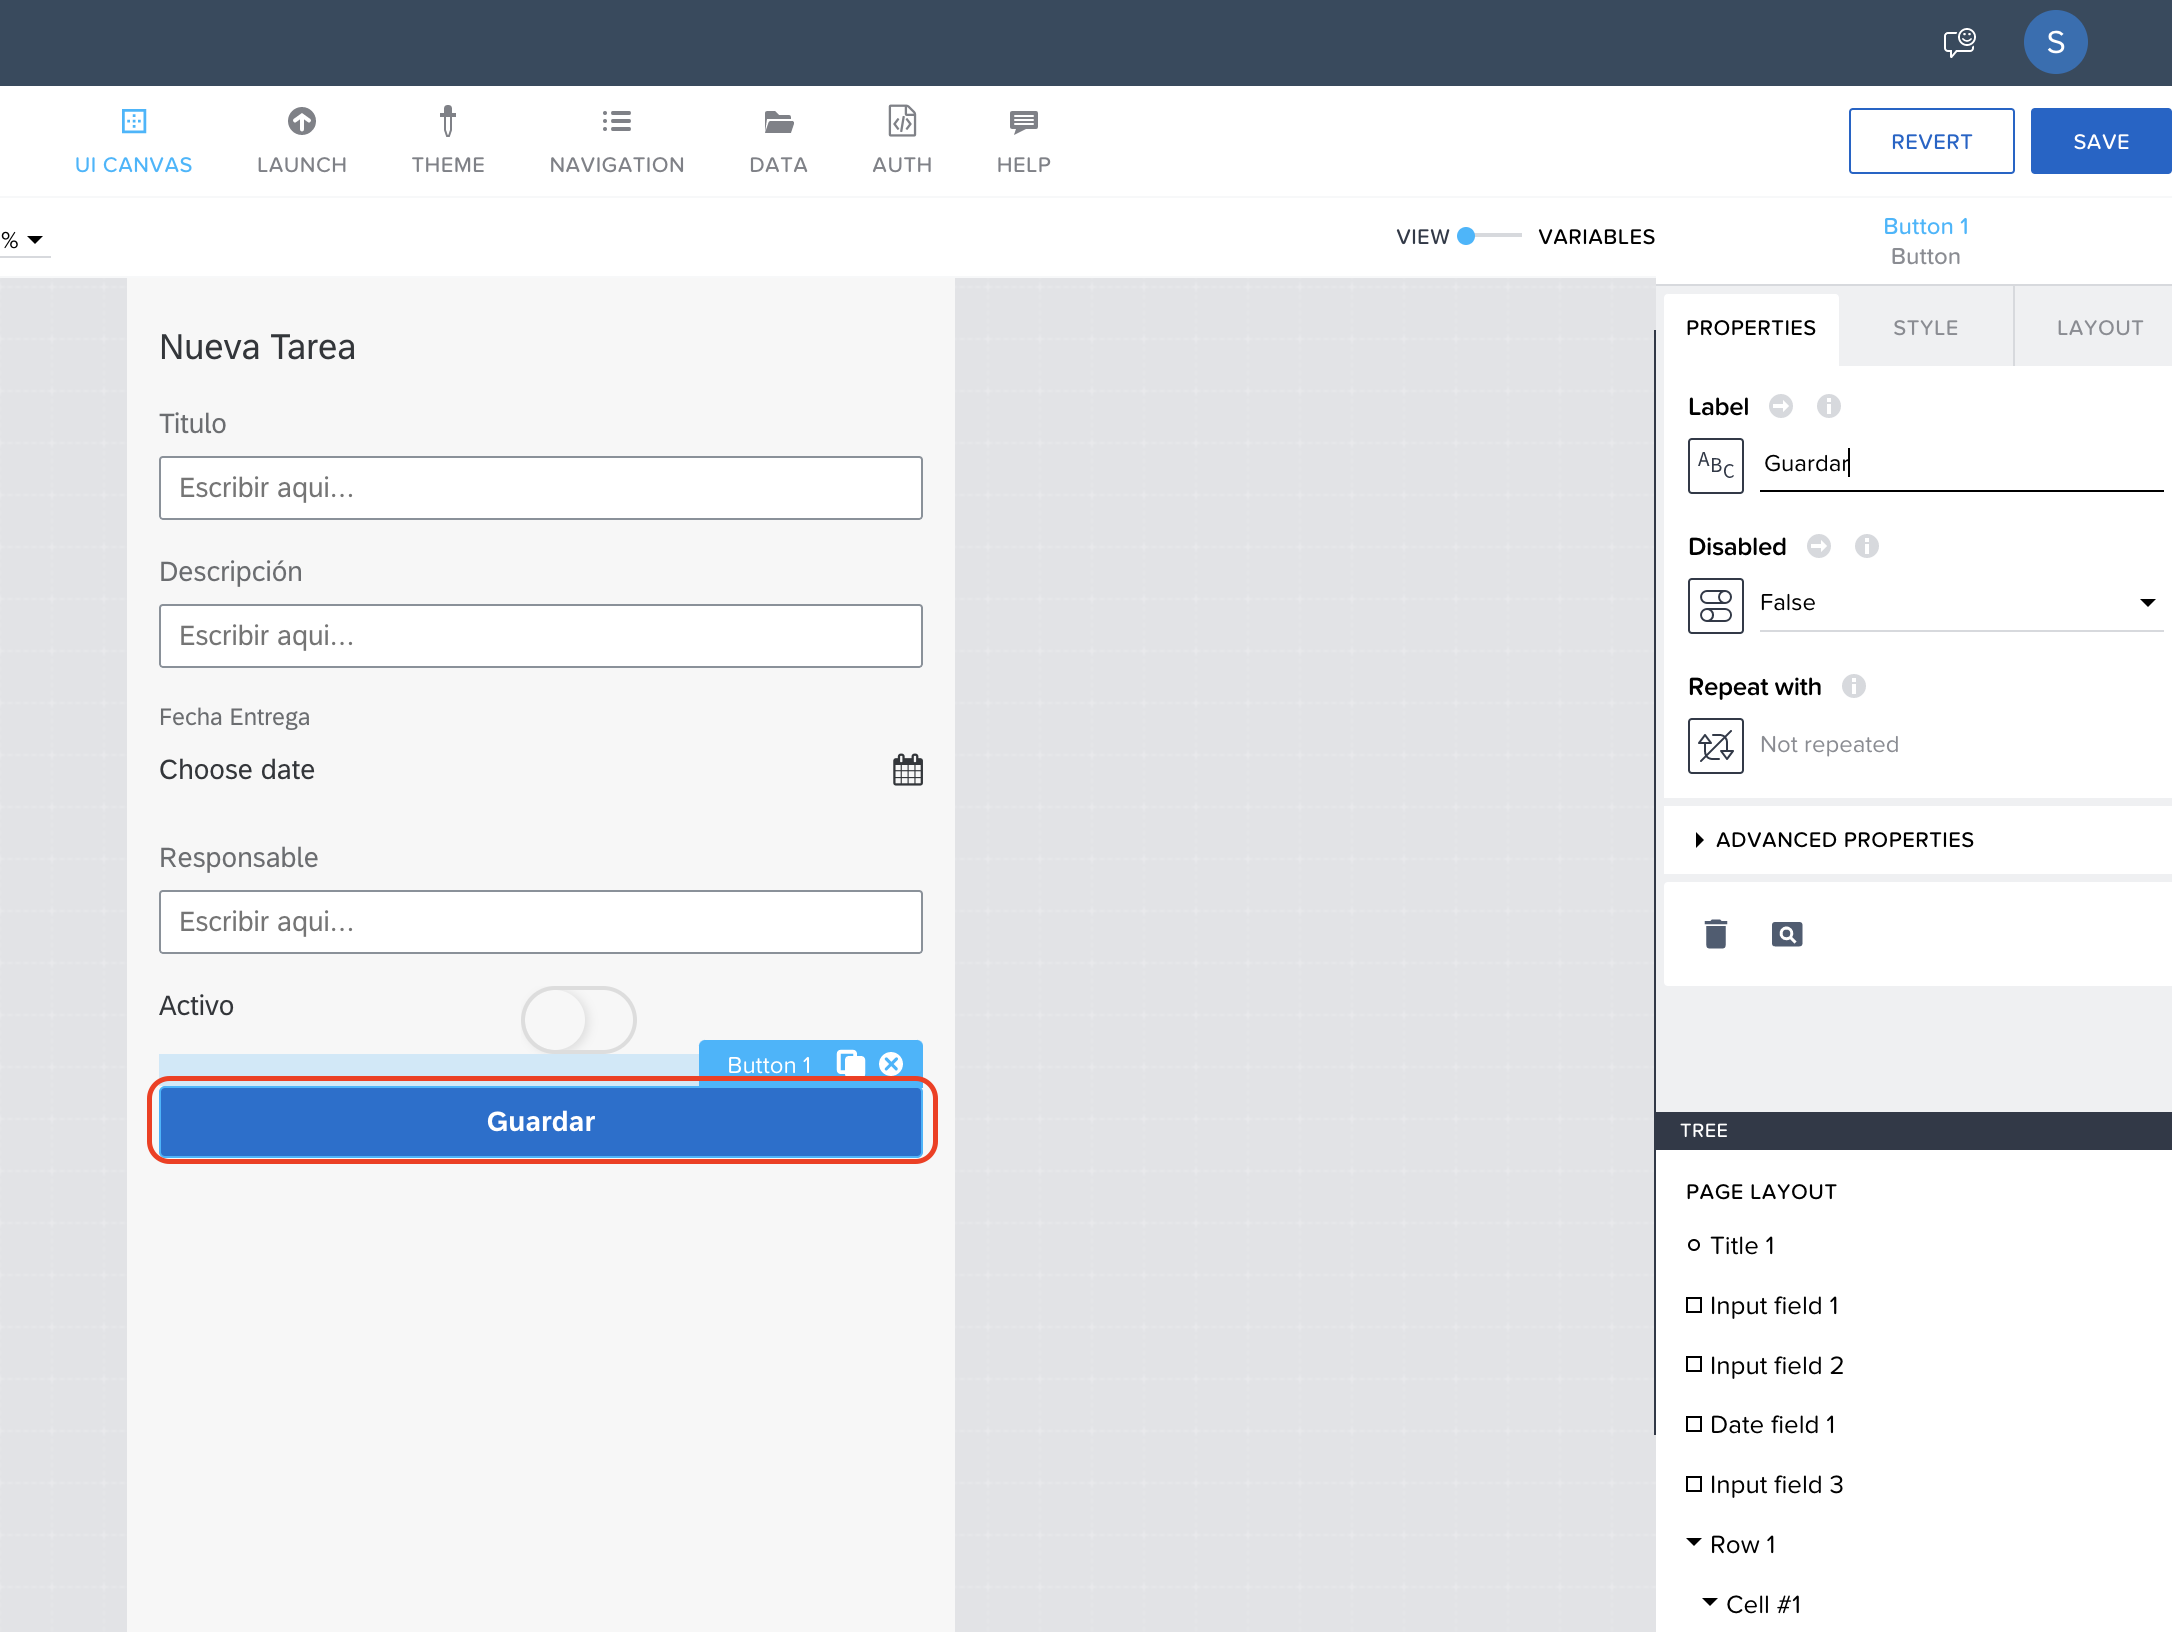 S
UI CANVAS
LAUNCH
THEME
NAVIGATION
DATA
AUTH
HELP
REVERT
SAVE
%
VIEW
VARIABLES
Button 1
Button
Nueva Tarea
Titulo
Escribir aqui...
Descripción
Escribir aqui...
Fecha Entrega
Choose date
Responsable
Escribir aqui...
Activo
Button 1
Guardar
PROPERTIES
STYLE
LAYOUT
Label
ABC
Guardar
Disabled
False
Repeat with
Not repeated
ADVANCED PROPERTIES
TREE
PAGE LAYOUT
Title 1
Input field 1
Input field 2
Date field 1
Input field 3
Row 1
Cell #1